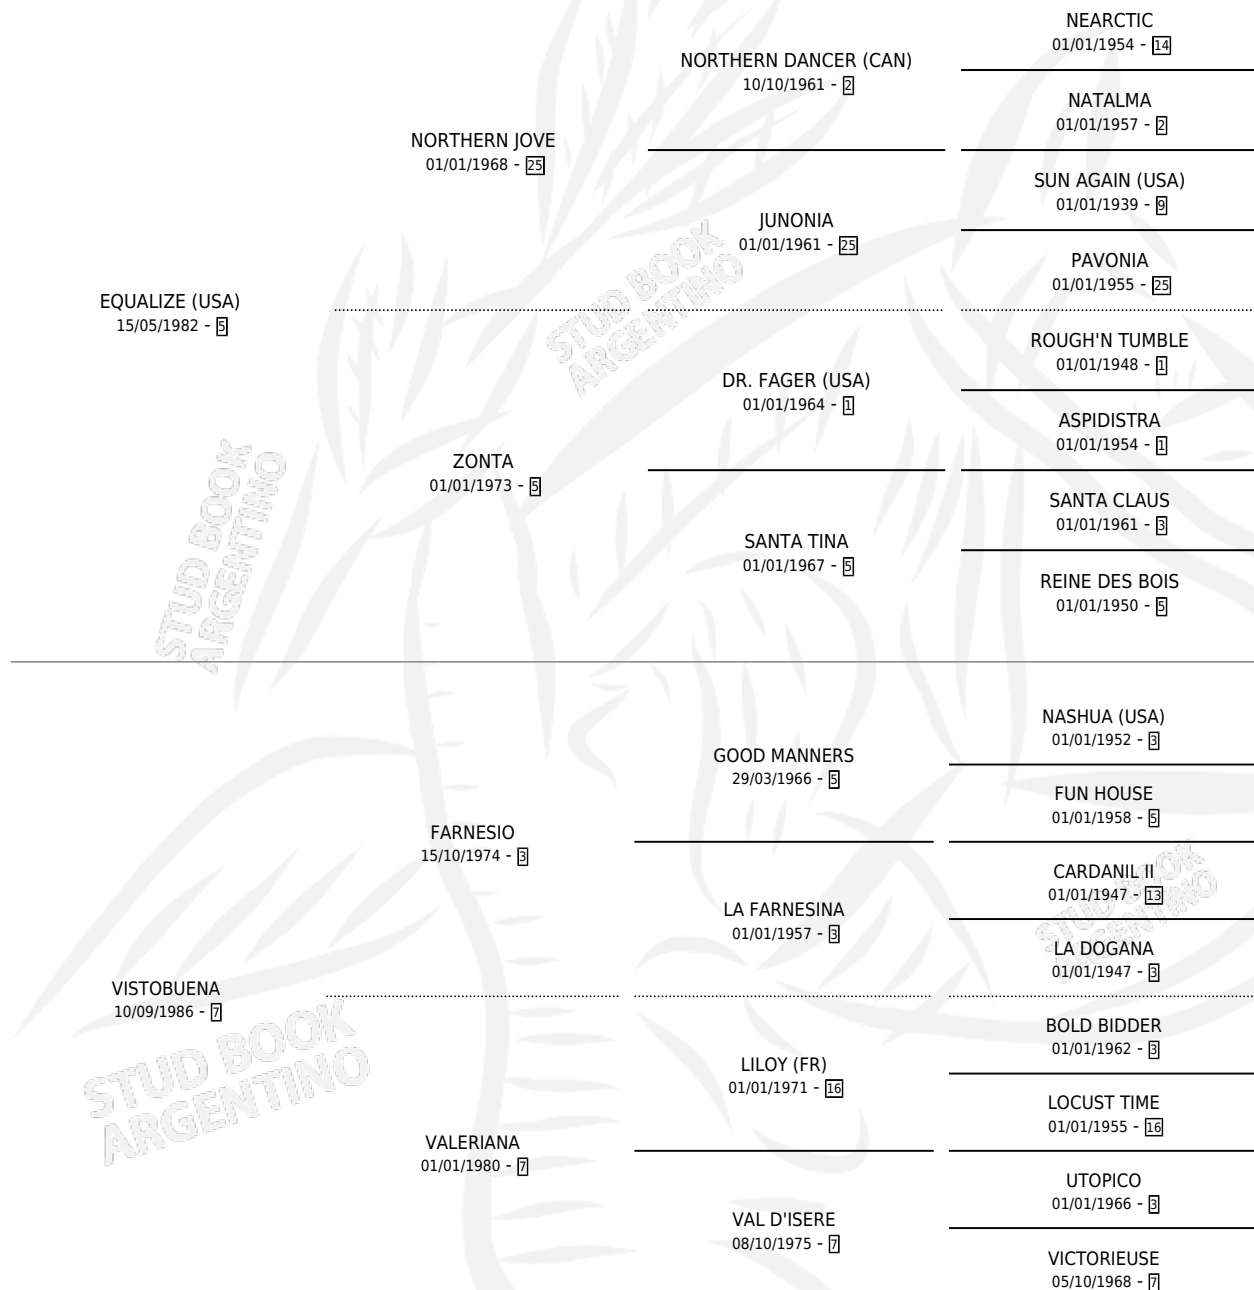 NEARCTIC
01/01/1954 - 14
NORTHERN DANCER (CAN)
10/10/1961 - 2
NATALMA
01/01/1957 - 2
NORTHERN JOVE
01/01/1968 - 25
SUN AGAIN (USA)
01/01/1939 - 9
JUNONIA
01/01/1961 - 25
PAVONIA
01/01/1955 - 25
EQUALIZE (USA)
15/05/1982 - 5
STUD BOOK
ARGENTINO
ROUGH'N TUMBLE
01/01/1948 - 1
DR. FAGER (USA)
01/01/1964 - 1
ASPIDISTRA
01/01/1954 - 1
ZONTA
01/01/1973 - 5
SANTA CLAUS
01/01/1961 - 3
SANTA TINA
01/01/1967 - 5
REINE DES BOIS
01/01/1950 - 5
STUD BOOK
ARGENTINO
NASHUA (USA)
01/01/1952 - 3
GOOD MANNERS
29/03/1966 - 5
FUN HOUSE
01/01/1958 - 5
FARNESIO
15/10/1974 - 3
CARDANIL II
01/01/1947 - 13
LA FARNESINA
01/01/1957 - 3
STUD BOOK
ARGENTINO
LA DOGANA
01/01/1947 - 3
VISTOBUENA
10/09/1986 - 7
BOLD BIDDER
01/01/1962 - 3
LILOY (FR)
01/01/1971 - 16
STUD BOOK
ARGENTINO
LOCUST TIME
01/01/1955 - 16
VALERIANA
01/01/1980 - 7
UTOPICO
01/01/1966 - 3
VAL D'ISERE
08/10/1975 - 7
VICTORIEUSE
05/10/1968 - 7